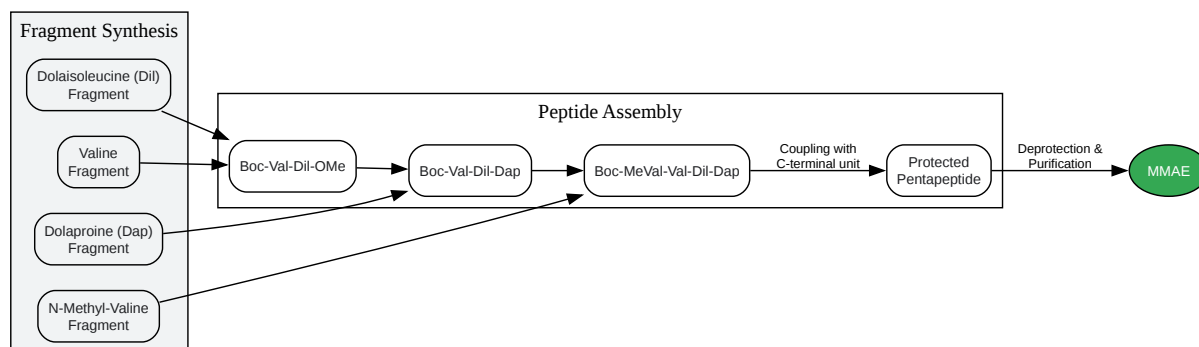 Fragment Synthesis
Dolaisoleucine (Dil)
Fragment
Valine
Fragment
Dolaproine (Dap)
Fragment
N-Methyl-Valine
Fragment
Peptide Assembly
Boc-Val-Dil-OMe
Boc-Val-Dil-Dap
Boc-MeVal-Val-Dil-Dap
Coupling with
C-terminal unit
Protected
Pentapeptide
Deprotection &
Purification
MMAE